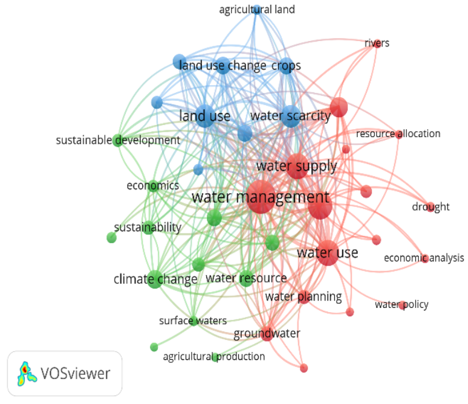 agricultural land
rivers
land use change
crops
land use
water scarcity
resource allocation
sustainable development
water supply
economics
water management
drought
sustainability
water use
economic analysis
climate change
water resource
water planning
water policy
surface waters
groundwater
agricultural production
VOSviewer